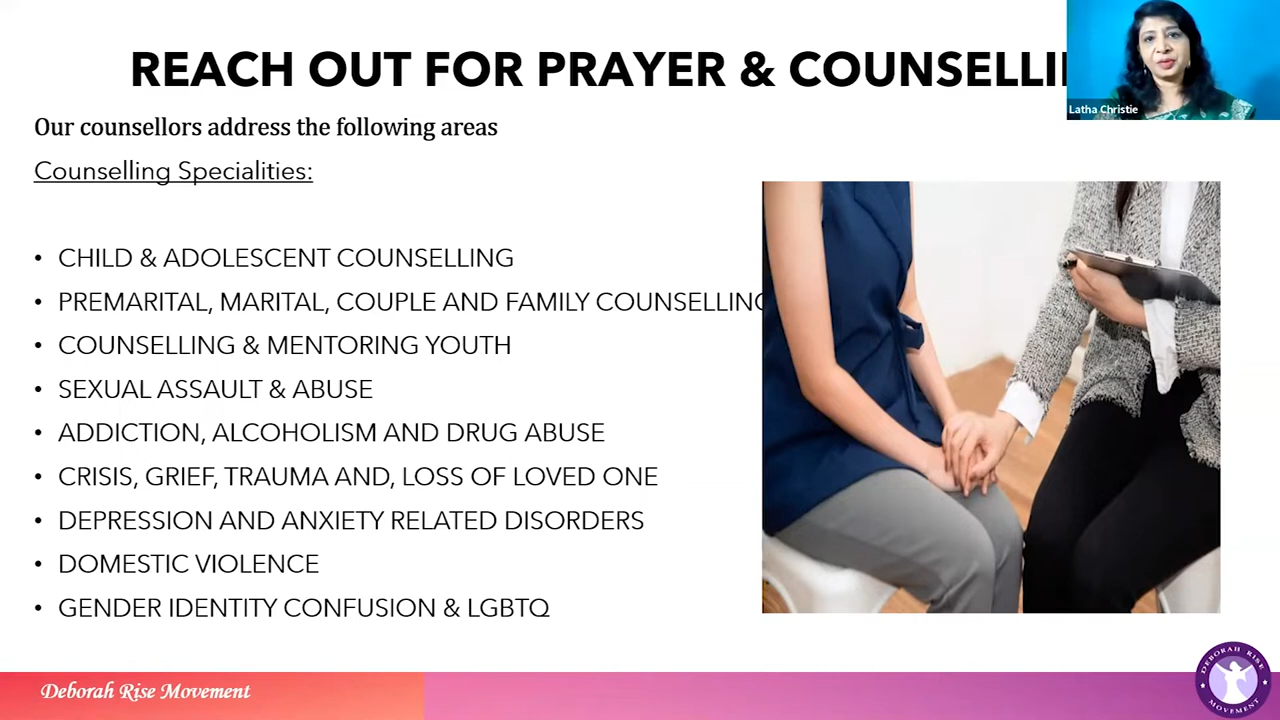 REACH OUT FOR PRAYER & COUNSELLI
Latha Christie
Our counsellors address the following areas
Counselling Specialities:
• CHILD & ADOLESCENT COUNSELLING
• PREMARITAL, MARITAL, COUPLE AND FAMILY COUNSELLING
• COUNSELLING & MENTORING YOUTH
• SEXUAL ASSAULT & ABUSE
• ADDICTION, ALCOHOLISM AND DRUG ABUSE
• CRISIS, GRIEF, TRAUMA AND, LOSS OF LOVED ONE
• DEPRESSION AND ANXIETY RELATED DISORDERS
• DOMESTIC VIOLENCE
• GENDER IDENTITY CONFUSION & LGBTQ
Deborah Rise Movement
DEBORAH RISE
MOVEMENT